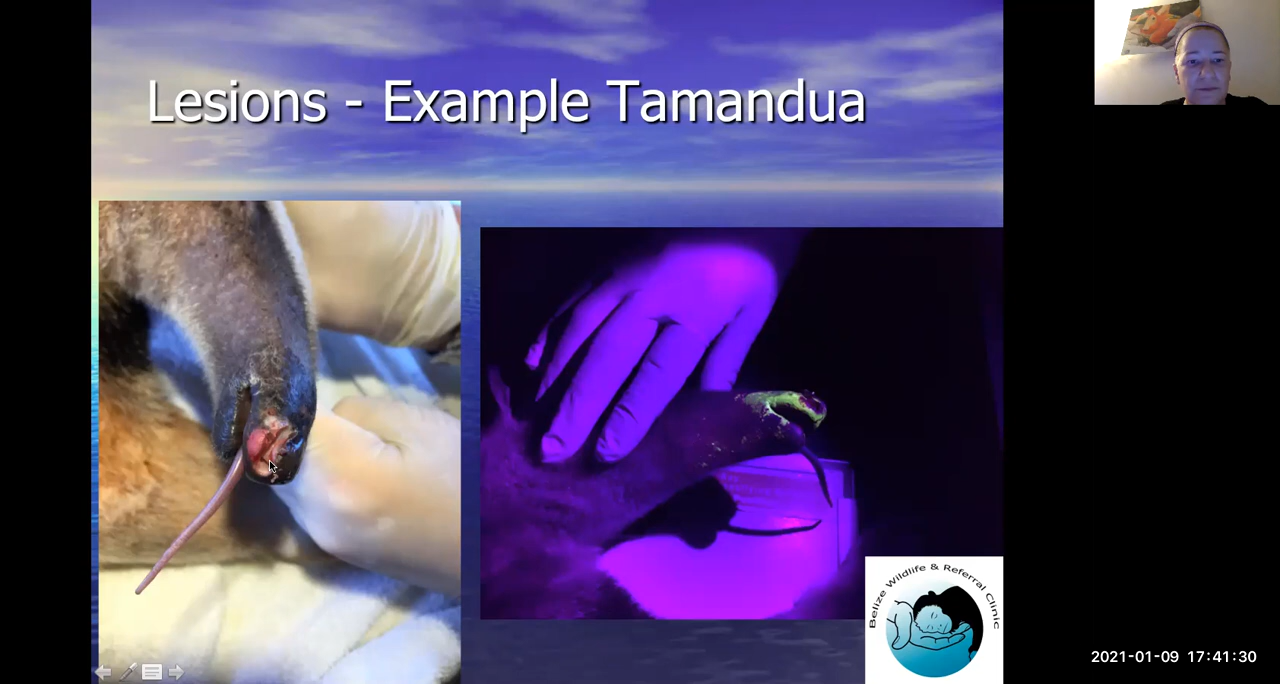 Lesions - Example Tamandua
Belize Wildlife & Referral Clinic
2021-01-09 17:41:30